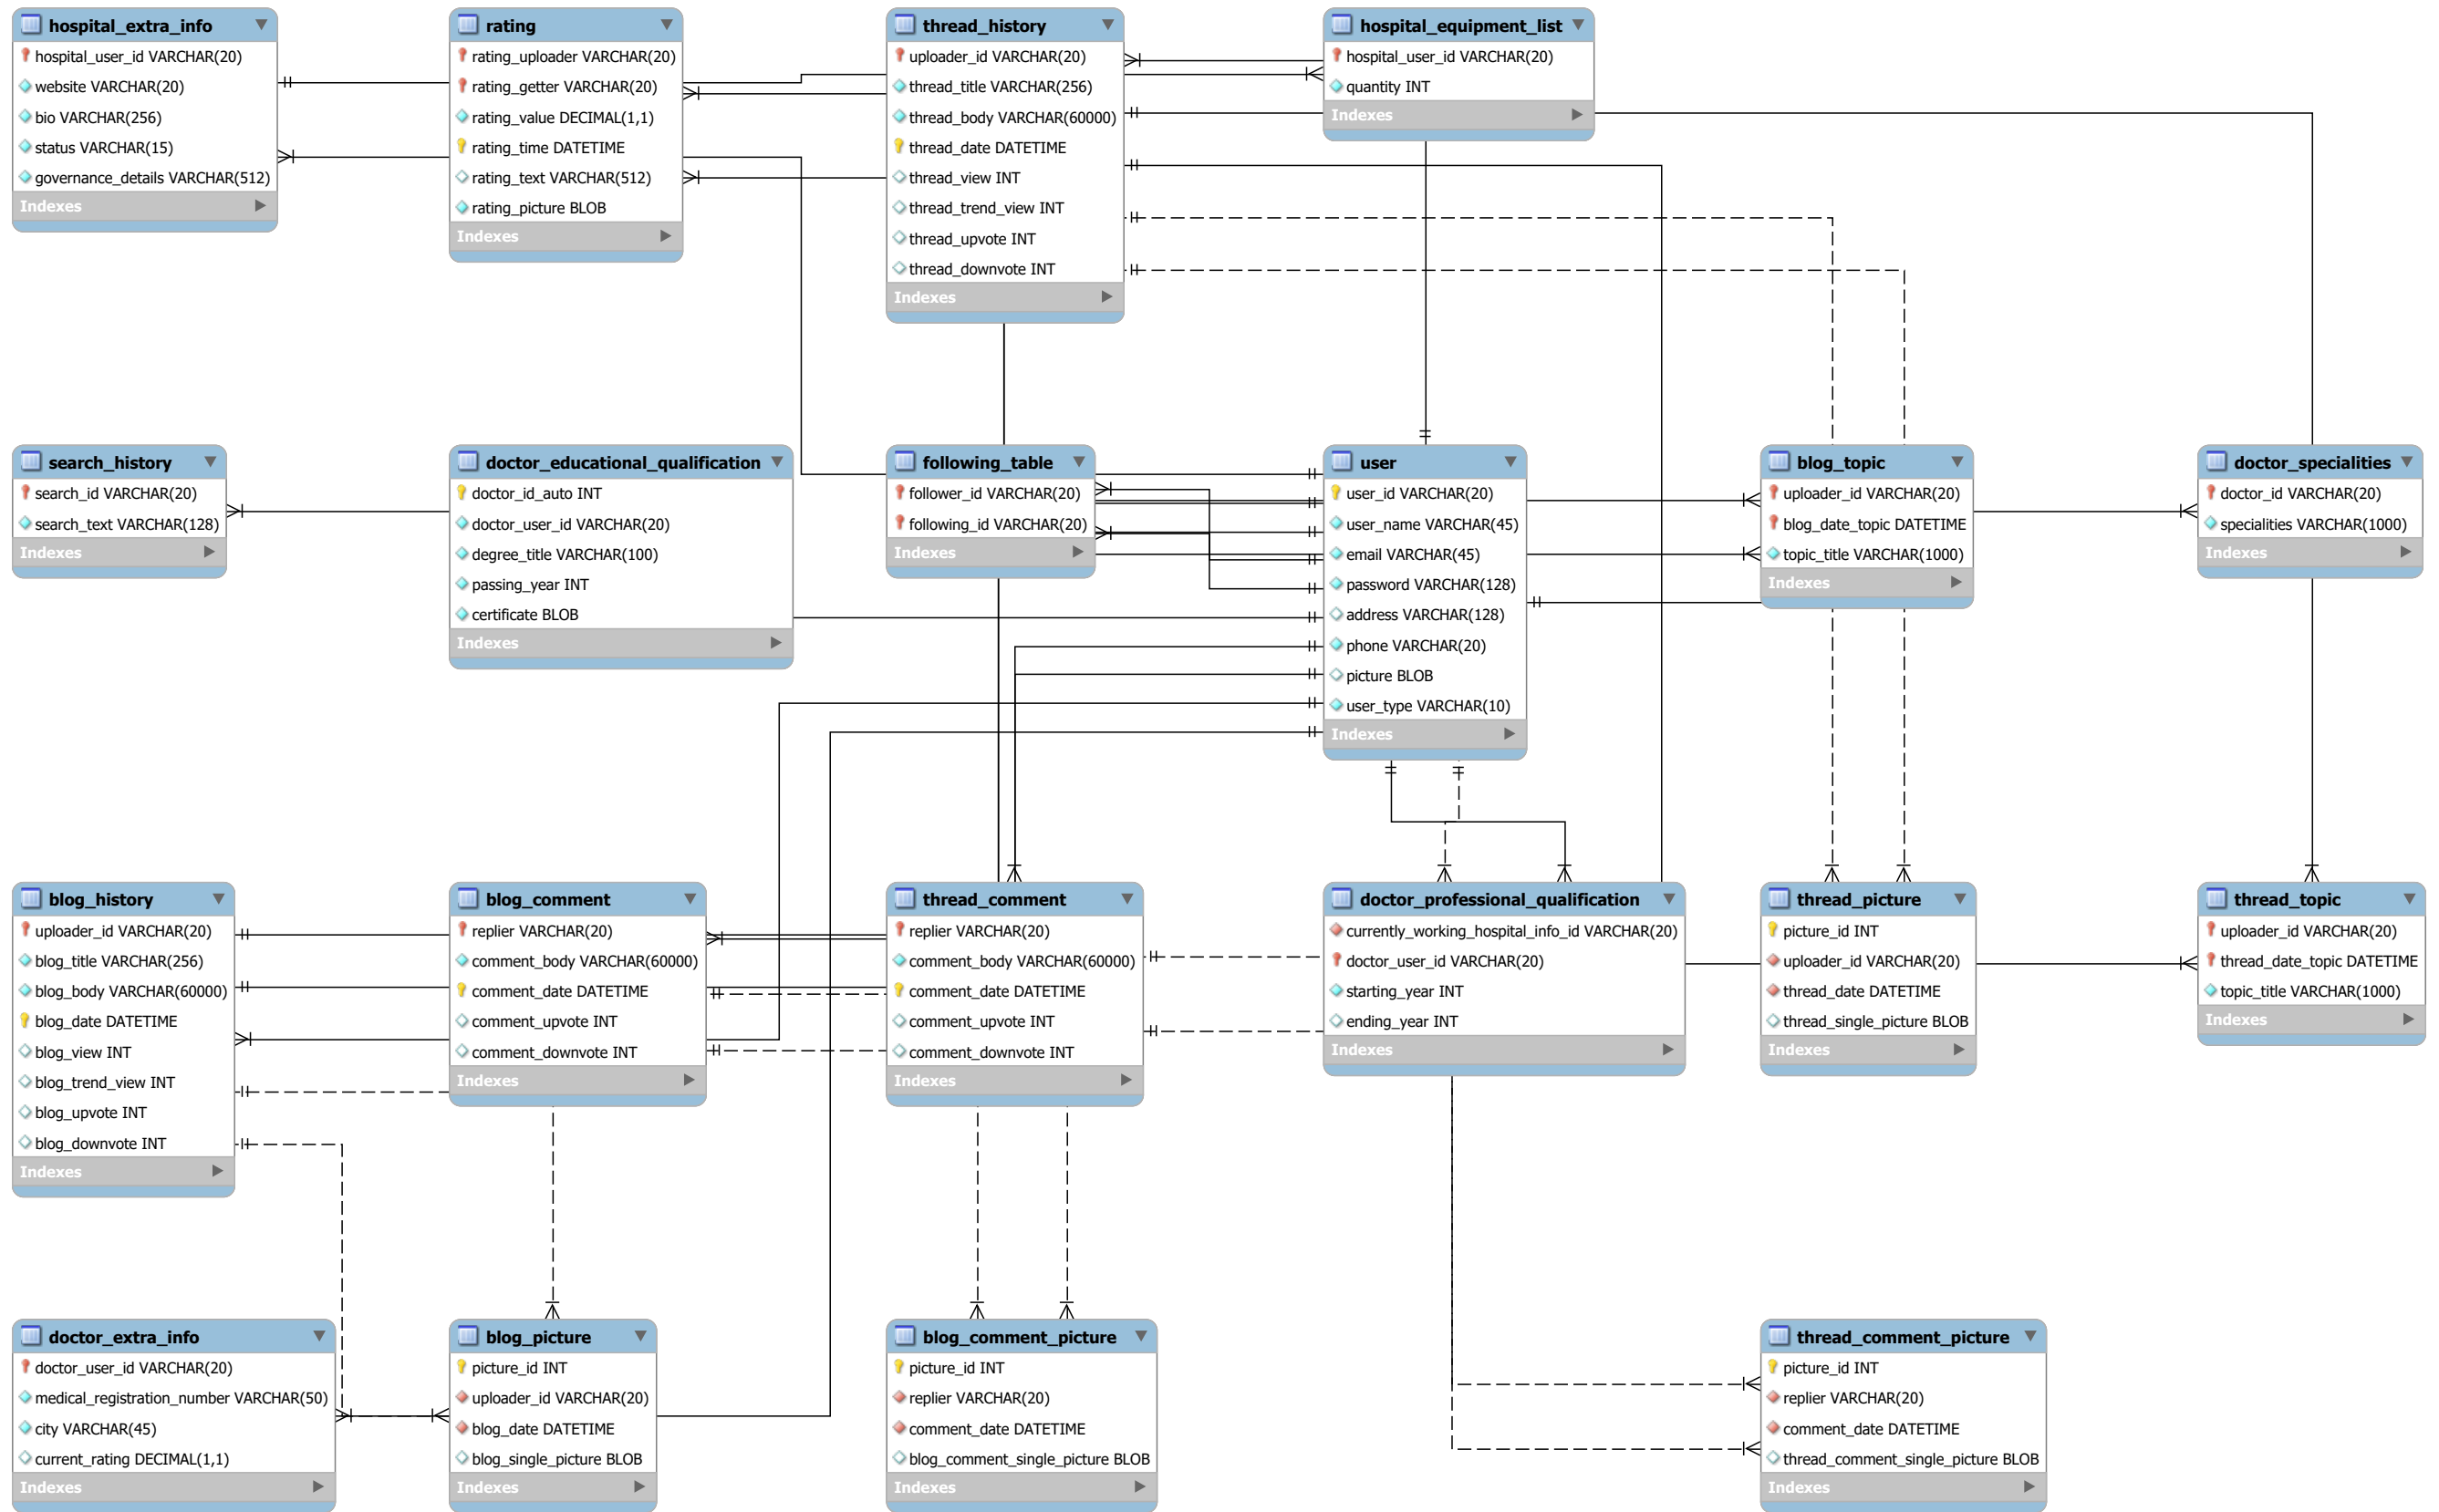 hospital_extra_info
hospital_user_id VARCHAR(20)
website VARCHAR(20)
bio VARCHAR(256)
status VARCHAR(15)
governance_details VARCHAR(512)
Indexes
rating
rating_uploader VARCHAR(20)
rating_getter VARCHAR(20)
rating_value DECIMAL(1,1)
rating_time DATETIME
rating_text VARCHAR(512)
rating_picture BLOB
Indexes
thread_history
uploader_id VARCHAR(20)
thread_title VARCHAR(256)
thread_body VARCHAR(60000)
thread_date DATETIME
thread_view INT
thread_trend_view INT
thread_upvote INT
thread_downvote INT
Indexes
hospital_equipment_list
hospital_user_id VARCHAR(20)
quantity INT
Indexes
search_history
search_id VARCHAR(20)
search_text VARCHAR(128)
Indexes
doctor_educational_qualification
doctor_id_auto INT
doctor_user_id VARCHAR(20)
degree_title VARCHAR(100)
passing_year INT
certificate BLOB
Indexes
following_table
follower_id VARCHAR(20)
following_id VARCHAR(20)
Indexes
user
user_id VARCHAR(20)
user_name VARCHAR(45)
email VARCHAR(45)
password VARCHAR(128)
address VARCHAR(128)
phone VARCHAR(20)
picture BLOB
user_type VARCHAR(10)
Indexes
blog_topic
uploader_id VARCHAR(20)
blog_date_topic DATETIME
topic_title VARCHAR(1000)
Indexes
doctor_specialities
doctor_id VARCHAR(20)
specialities VARCHAR(1000)
Indexes
blog_history
uploader_id VARCHAR(20)
blog_title VARCHAR(256)
blog_body VARCHAR(60000)
blog_date DATETIME
blog_view INT
blog_trend_view INT
blog_upvote INT
blog_downvote INT
Indexes
blog_comment
replier VARCHAR(20)
comment_body VARCHAR(60000)
comment_date DATETIME
comment_upvote INT
comment_downvote INT
Indexes
thread_comment
replier VARCHAR(20)
comment_body VARCHAR(60000)
comment_date DATETIME
comment_upvote INT
comment_downvote INT
Indexes
doctor_professional_qualification
currently_working_hospital_info_id VARCHAR(20)
doctor_user_id VARCHAR(20)
starting_year INT
ending_year INT
Indexes
thread_picture
picture_id INT
uploader_id VARCHAR(20)
thread_date DATETIME
thread_single_picture BLOB
Indexes
thread_topic
uploader_id VARCHAR(20)
thread_date_topic DATETIME
topic_title VARCHAR(1000)
Indexes
doctor_extra_info
doctor_user_id VARCHAR(20)
medical_registration_number VARCHAR(50)
city VARCHAR(45)
current_rating DECIMAL(1,1)
Indexes
blog_picture
picture_id INT
uploader_id VARCHAR(20)
blog_date DATETIME
blog_single_picture BLOB
Indexes
blog_comment_picture
picture_id INT
replier VARCHAR(20)
comment_date DATETIME
blog_comment_single_picture BLOB
Indexes
thread_comment_picture
picture_id INT
replier VARCHAR(20)
comment_date DATETIME
thread_comment_single_picture BLOB
Indexes